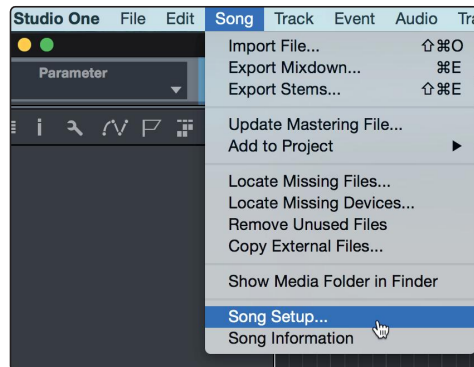 Studio One File Edit Song Track Event Audio
Parameter
Import File... ⇧⌘O
Export Mixdown... ⌘E
Export Stems... ⇧⌘E
Update Mastering File...
Add to Project
Locate Missing Files...
Locate Missing Devices...
Remove Unused Files
Copy External Files...
Show Media Folder in Finder
Song Setup...
Song Information